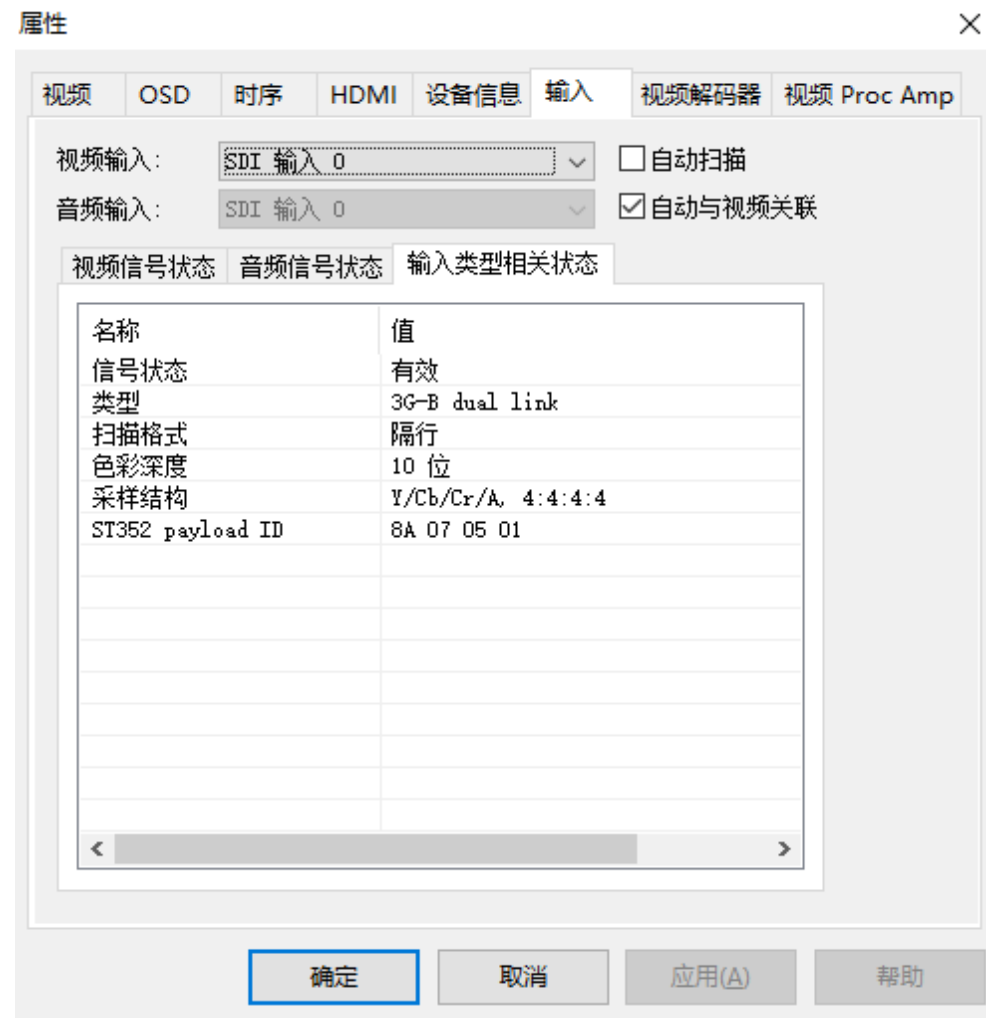 属性
视频 OSD 时序 HDMI 设备信息 输入 视频解码器 视频 Proc Amp
视频输入: SDI 输入 0 自动扫描
音频输入: SDI 输入 0 自动与视频关联
视频信号状态 音频信号状态 输入类型相关状态
名称 值
信号状态 有效
类型 3G-B dual link
扫描格式 隔行
色彩深度 10 位
采样结构 Y/Cb/Cr/A, 4:4:4:4
ST352 payload ID 8A 07 05 01
确定 取消 应用(A) 帮助